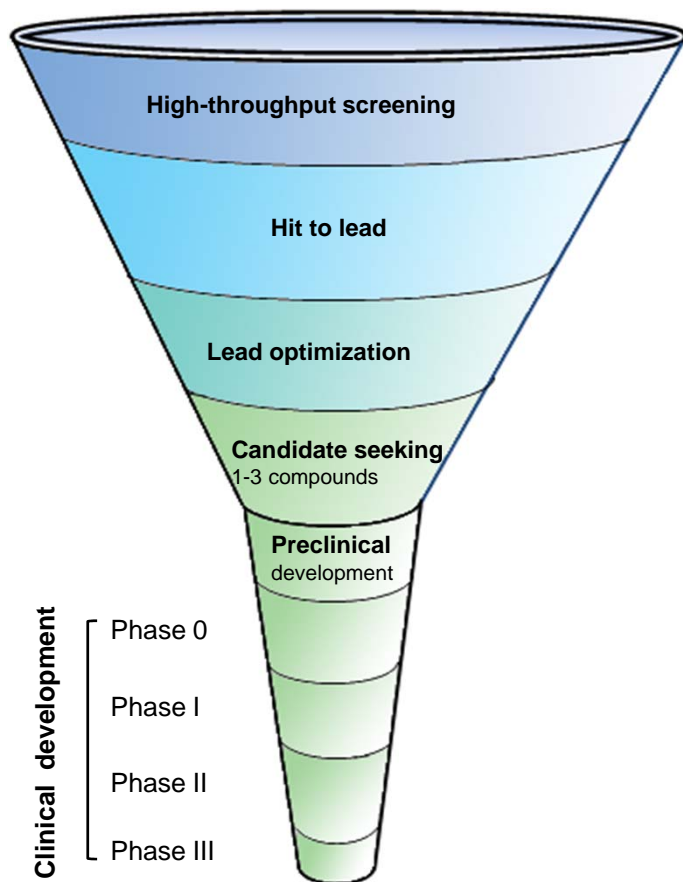 High-throughput screening
Hit to lead
Lead optimization
Candidate seeking
1-3 compounds
Preclinical
development
Clinical development
Phase 0
Phase I
Phase II
Phase III